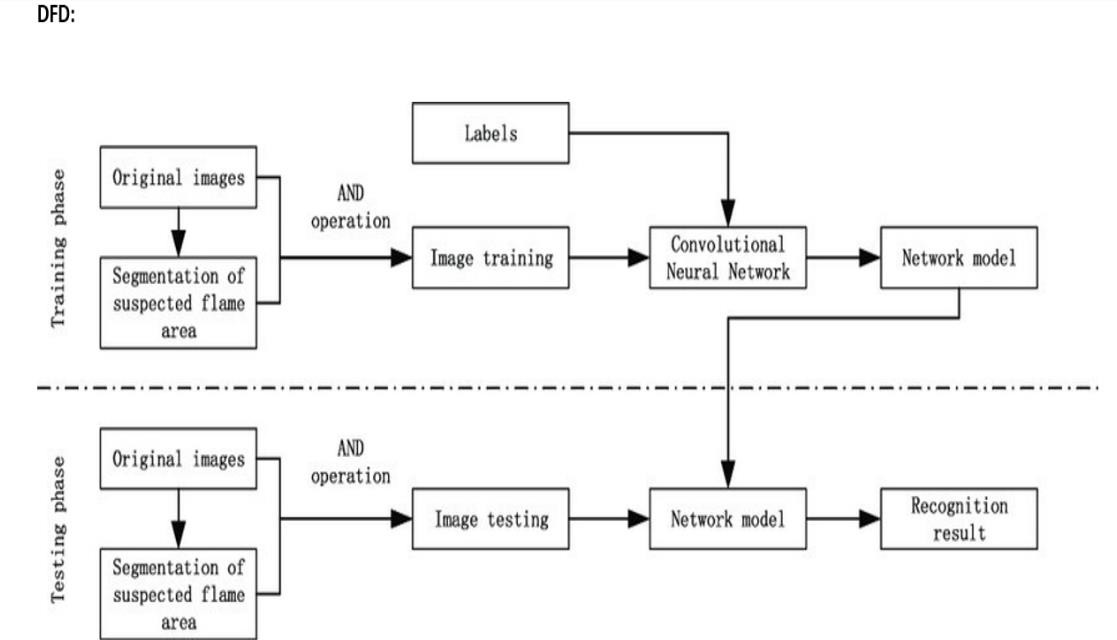 DFD:
Training phase
Original images
Segmentation of
suspected flame
area
AND
operation
Labels
Image training
Convolutional
Neural Network
Network model
Testing phase
Original images
Segmentation of
suspected flame
area
AND
operation
Image testing
Network model
Recognition
result